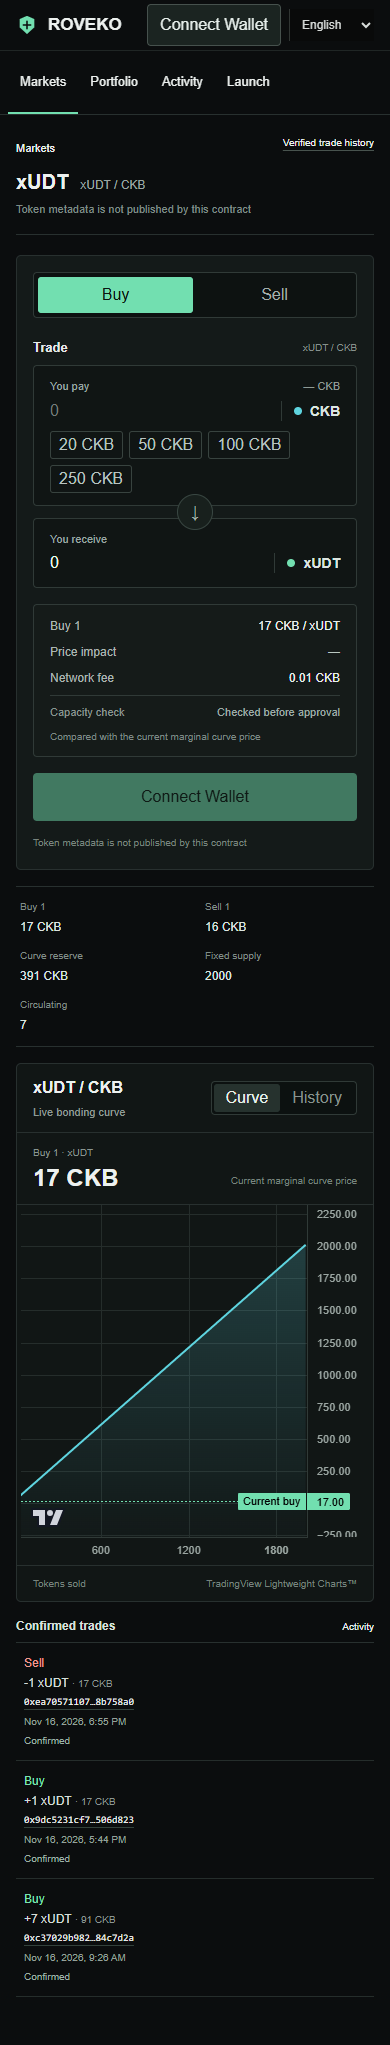 ROVEKO
Connect Wallet
English
Markets
Portfolio
Activity
Launch
Markets
Verified trade history
xUDT xUDT / CKB
Token metadata is not published by this contract
Buy
Sell
Trade
xUDT / CKB
You pay
— CKB
0
CKB
20 CKB
50 CKB
100 CKB
250 CKB
↓
You receive
0
xUDT
Buy 1
17 CKB / xUDT
Price impact
—
Network fee
0.01 CKB
Capacity check
Checked before approval
Compared with the current marginal curve price
Connect Wallet
Token metadata is not published by this contract
Buy 1
17 CKB
Sell 1
16 CKB
Curve reserve
391 CKB
Fixed supply
2000
Circulating
7
xUDT / CKB
Live bonding curve
Curve
History
Buy 1 · xUDT
17 CKB
Current marginal curve price
2250.00
2000.00
1750.00
1500.00
1250.00
1000.00
750.00
500.00
250.00
Current buy
17.00
−250.00
600
1200
1800
Tokens sold
TradingView Lightweight Charts™
Confirmed trades
Activity
Sell
-1 xUDT · 17 CKB
0xea70571107…8b758a0
Nov 16, 2026, 6:55 PM
Confirmed
Buy
+1 xUDT · 17 CKB
0x9dc5231cf7…506d823
Nov 16, 2026, 5:44 PM
Confirmed
Buy
+7 xUDT · 91 CKB
0xc37029b982…84c7d2a
Nov 16, 2026, 9:26 AM
Confirmed